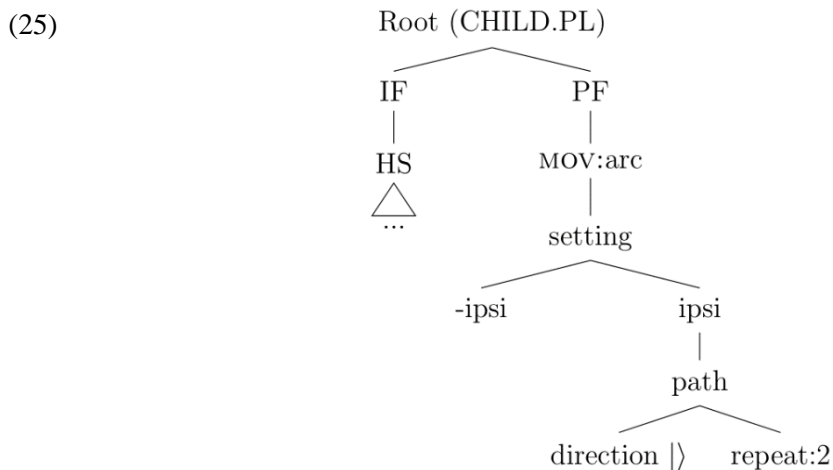 (25) Root (CHILD.PL)
IF PF
HS MOV:arc
...
setting
-ipsi ipsi
path
direction |⟩ repeat:2